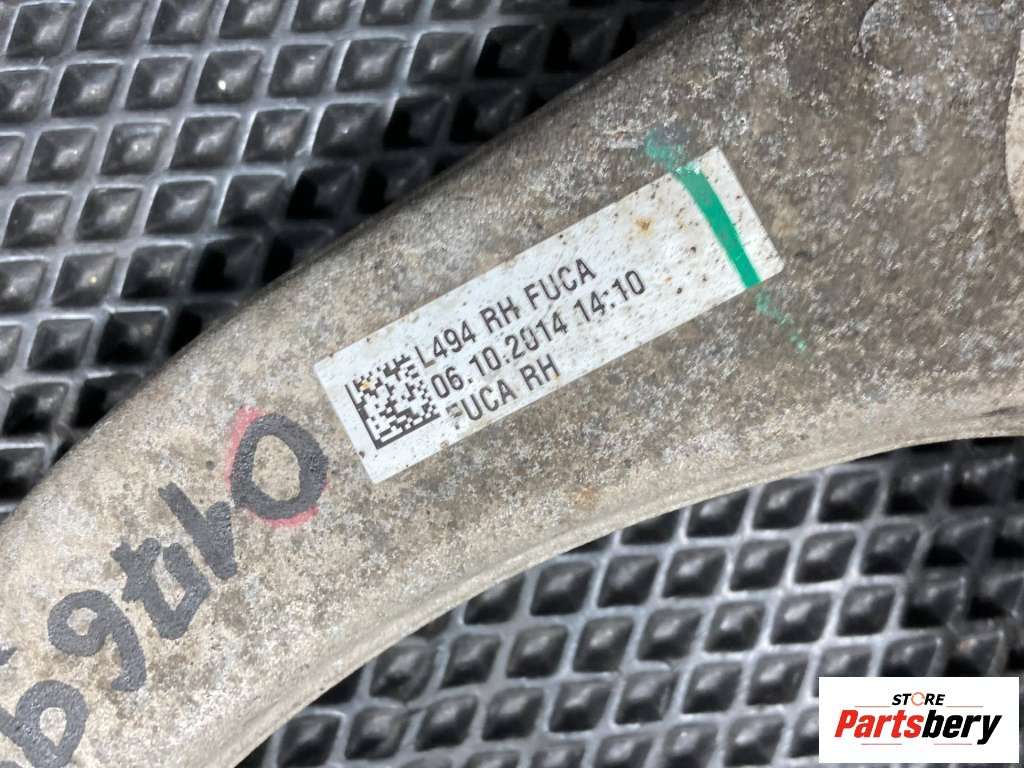 L494 RH FUCA
06.10.2014 14:10
FUCA RH
STORE
Partsbery